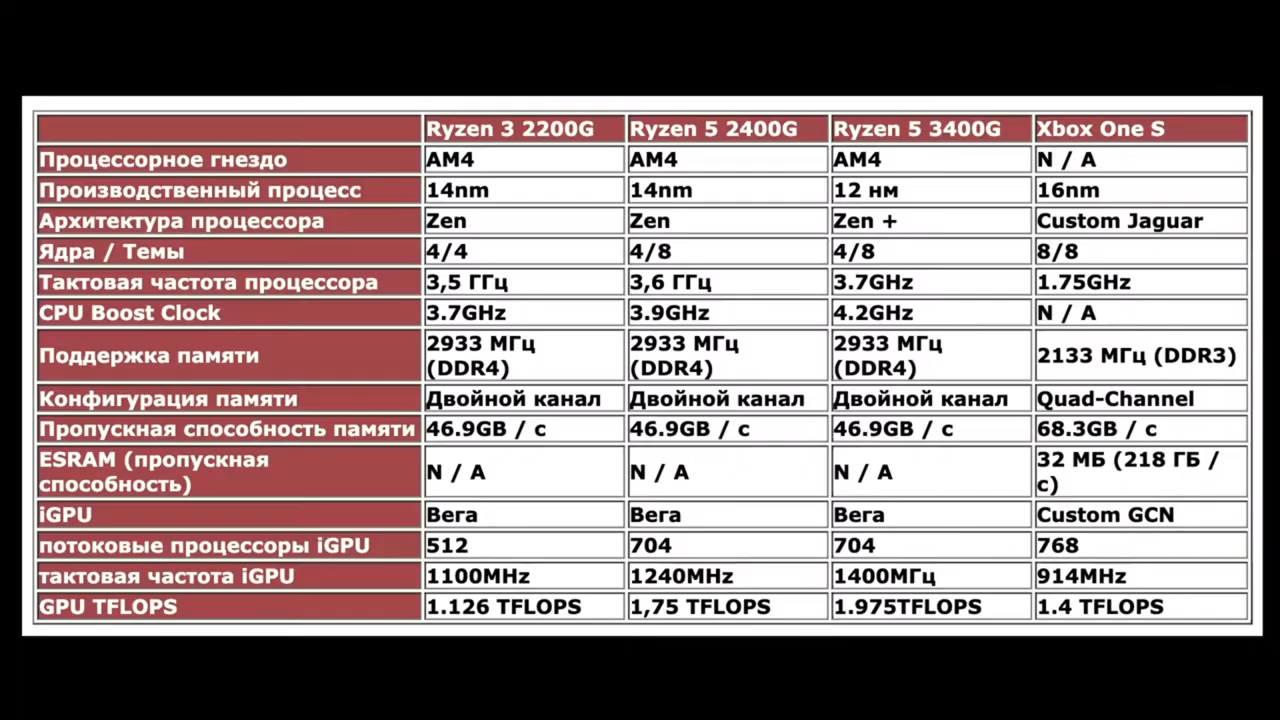 Ryzen 3 2200G Ryzen 5 2400G Ryzen 5 3400G Xbox One S
Процессорное гнездо AM4 AM4 AM4 N / A
Производственный процесс 14nm 14nm 12 нм 16nm
Архитектура процессора Zen Zen Zen + Custom Jaguar
Ядра / Темы 4/4 4/8 4/8 8/8
Тактовая частота процессора 3,5 ГГц 3,6 ГГц 3.7GHz 1.75GHz
CPU Boost Clock 3.7GHz 3.9GHz 4.2GHz N / A
Поддержка памяти 2933 МГц (DDR4) 2933 МГц (DDR4) 2933 МГц (DDR4) 2133 МГц (DDR3)
Конфигурация памяти Двойной канал Двойной канал Двойной канал Quad-Channel
Пропускная способность памяти 46.9GB / с 46.9GB / с 46.9GB / с 68.3GB / с
ESRAM (пропускная способность) N / A N / A N / A 32 МБ (218 ГБ / с)
iGPU Вега Вега Вега Custom GCN
потоковые процессоры iGPU 512 704 704 768
тактовая частота iGPU 1100MHz 1240MHz 1400МГц 914MHz
GPU TFLOPS 1.126 TFLOPS 1,75 TFLOPS 1.975TFLOPS 1.4 TFLOPS